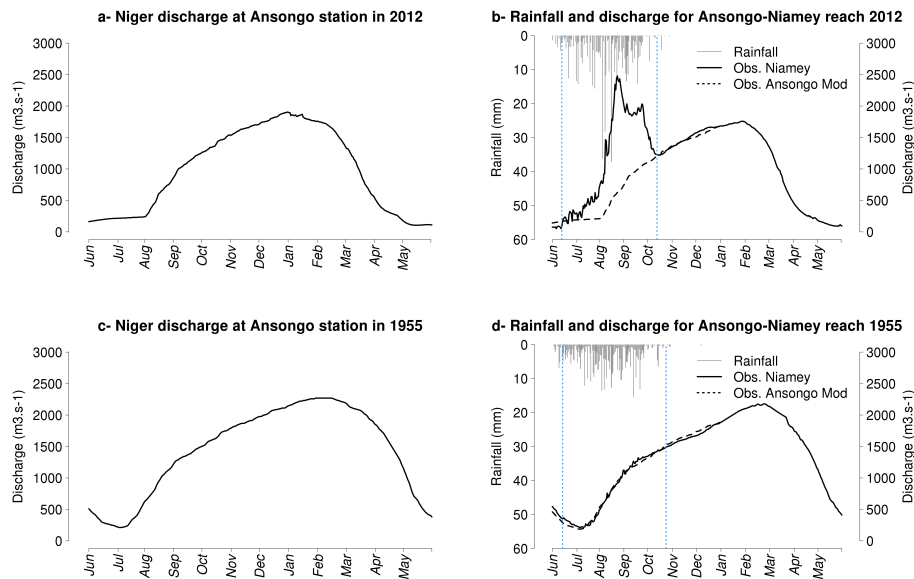 a- Niger discharge at Ansongo station in 2012
Discharge (m3.s-1)
3000
2500
2000
1500
1000
500
0
Jun Jul Aug Sep Oct Nov Dec Jan Feb Mar Apr May
b- Rainfall and discharge for Ansongo-Niamey reach 2012
Rainfall (mm)
0
10
20
30
40
50
60
Rainfall
Obs. Niamey
Obs. Ansongo Mod
3000
2500
2000
1500
1000
500
0
Discharge (m3.s-1)
Jun Jul Aug Sep Oct Nov Dec Jan Feb Mar Apr May
c- Niger discharge at Ansongo station in 1955
Discharge (m3.s-1)
3000
2500
2000
1500
1000
500
0
Jun Jul Aug Sep Oct Nov Dec Jan Feb Mar Apr May
d- Rainfall and discharge for Ansongo-Niamey reach 1955
Rainfall (mm)
0
10
20
30
40
50
60
Rainfall
Obs. Niamey
Obs. Ansongo Mod
3000
2500
2000
1500
1000
500
0
Discharge (m3.s-1)
Jun Jul Aug Sep Oct Nov Dec Jan Feb Mar Apr May